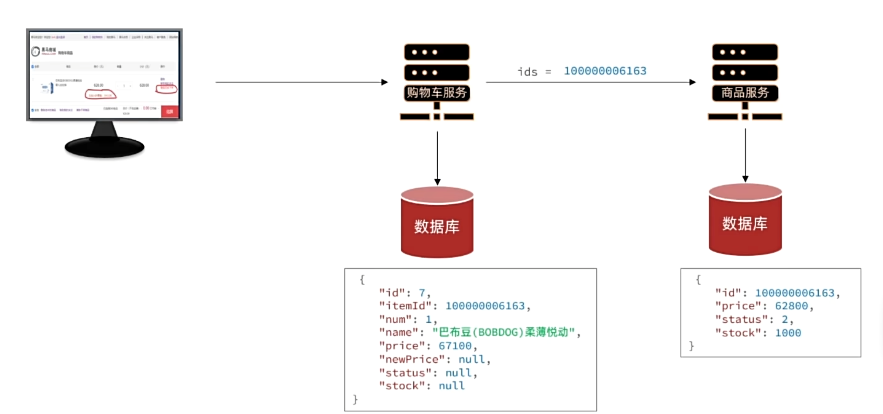 购物车服务
ids = 100000006163
商品服务
数据库
数据库
{
"id": 7,
"itemId": 100000006163,
"num": 1,
"name": "巴布豆(BOBDOG)柔薄悦动",
"price": 67100,
"newPrice": null,
"status": null,
"stock": null
}
{
"id": 100000006163,
"price": 62800,
"status": 2,
"stock": 1000
}